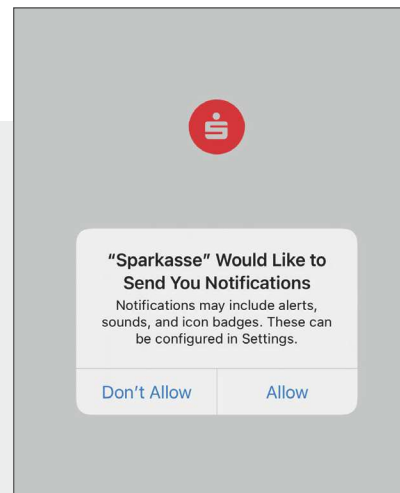 “Sparkasse” Would Like to
Send You Notifications
Notifications may include alerts,
sounds, and icon badges. These can
be configured in Settings.
Don’t Allow
Allow